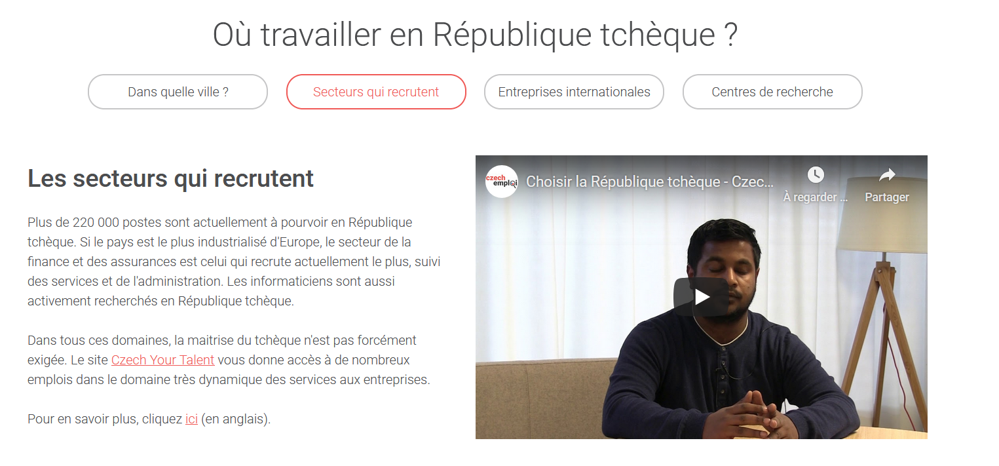 Où travailler en République tchèque ?
Dans quelle ville ?
Secteurs qui recrutent
Entreprises internationales
Centres de recherche
Les secteurs qui recrutent
Plus de 220 000 postes sont actuellement à pourvoir en République
tchèque. Si le pays est le plus industrialisé d'Europe, le secteur de la
finance et des assurances est celui qui recrute actuellement le plus, suivi
des services et de l'administration. Les informaticiens sont aussi
activement recherchés en République tchèque.
Dans tous ces domaines, la maitrise du tchèque n'est pas forcément
exigée. Le site Czech Your Talent vous donne accès à de nombreux
emplois dans le domaine très dynamique des services aux entreprises.
Pour en savoir plus, cliquez ici (en anglais).
czech
emploi
Choisir la République tchèque - Czec...
À regarder ...
Partager